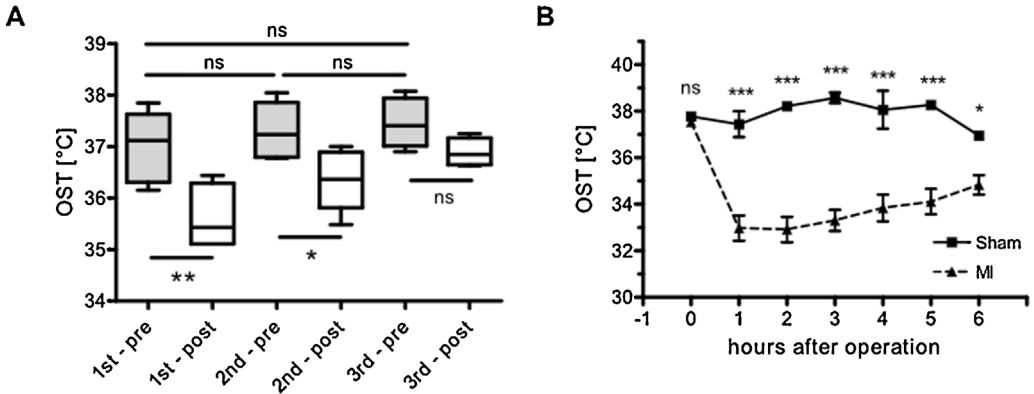 A
ns
ns ns
OST [°C]
39
38
37
36
35
34
**
*
ns
1st - pre
1st - post
2nd - pre
2nd - post
3rd - pre
3rd - post
B
OST [°C]
40
38
36
34
32
30
ns *** *** *** *** *** *
Sham
MI
-1 0 1 2 3 4 5 6
hours after operation